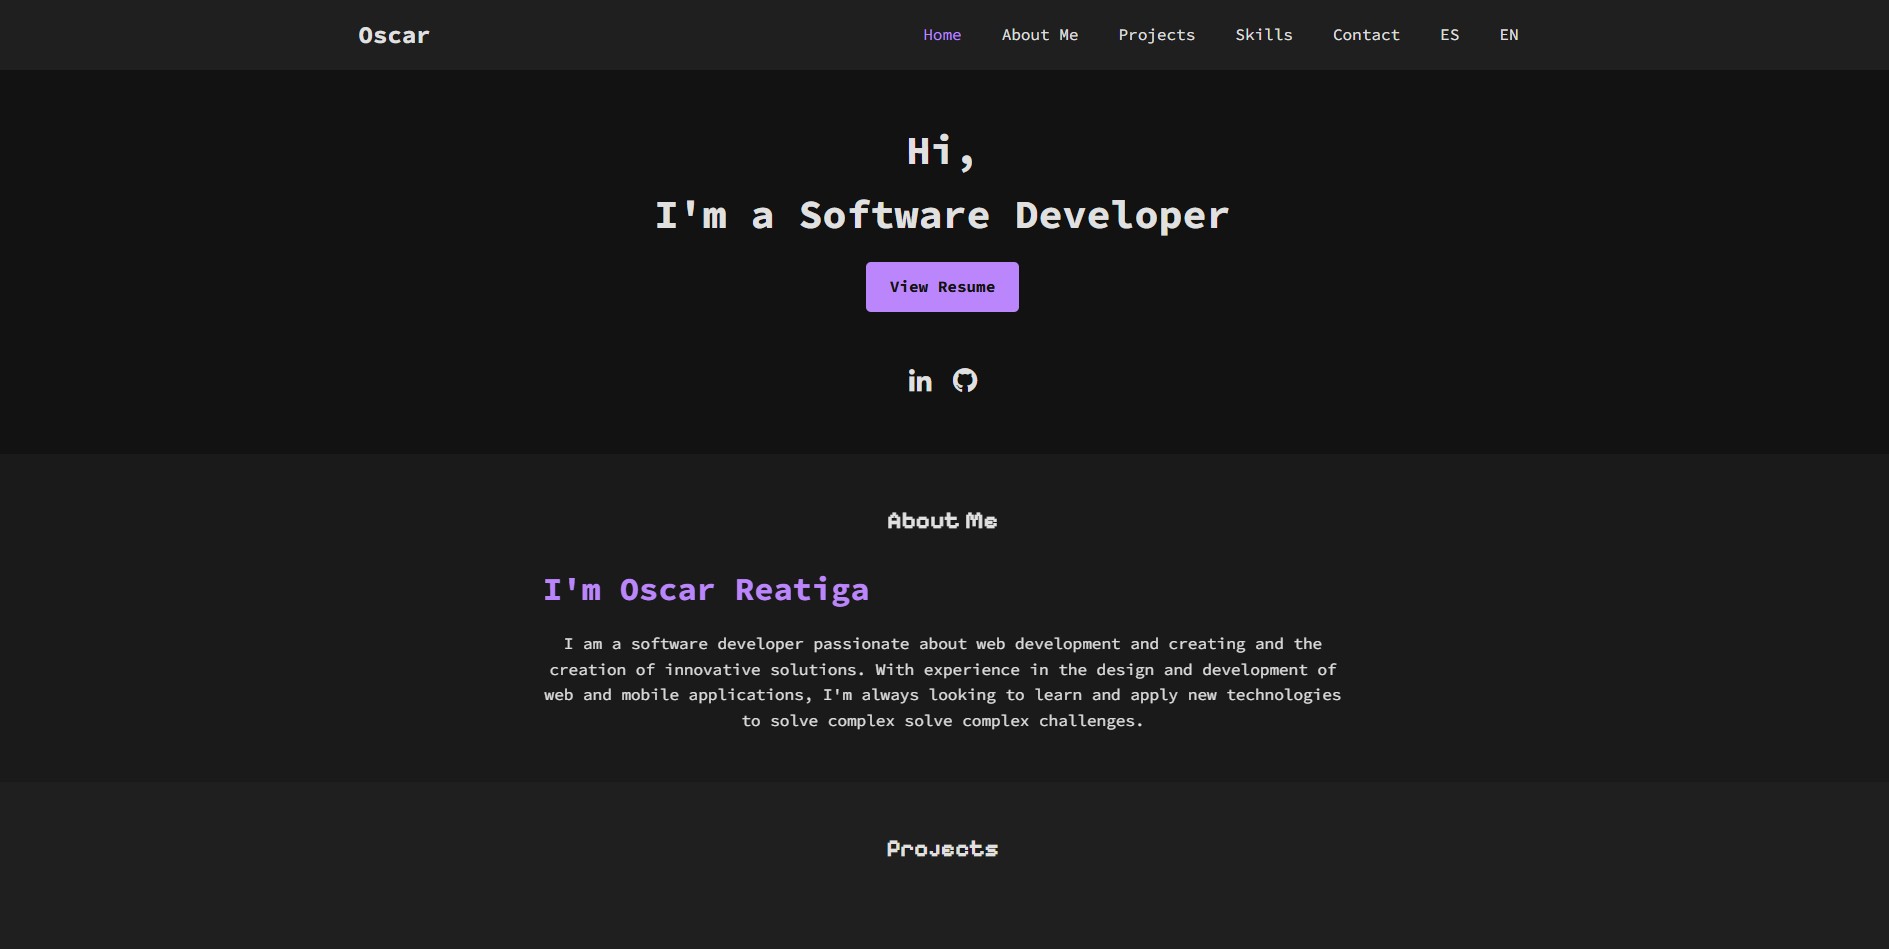 Oscar
Home About Me Projects Skills Contact ES EN
Hi,
I'm a Software Developer
View Resume
in
About Me
I'm Oscar Reatiga
I am a software developer passionate about web development and creating and the
creation of innovative solutions. With experience in the design and development of
web and mobile applications, I'm always looking to learn and apply new technologies
to solve complex solve complex challenges.
Projects